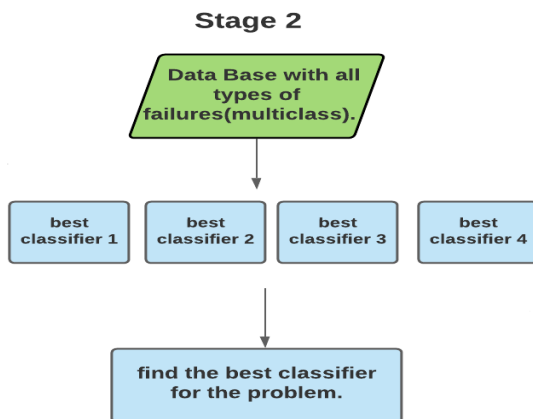 Stage 2
Data Base with all
types of
failures(multiclass).
best
classifier 1
best
classifier 2
best
classifier 3
best
classifier 4
find the best classifier
for the problem.